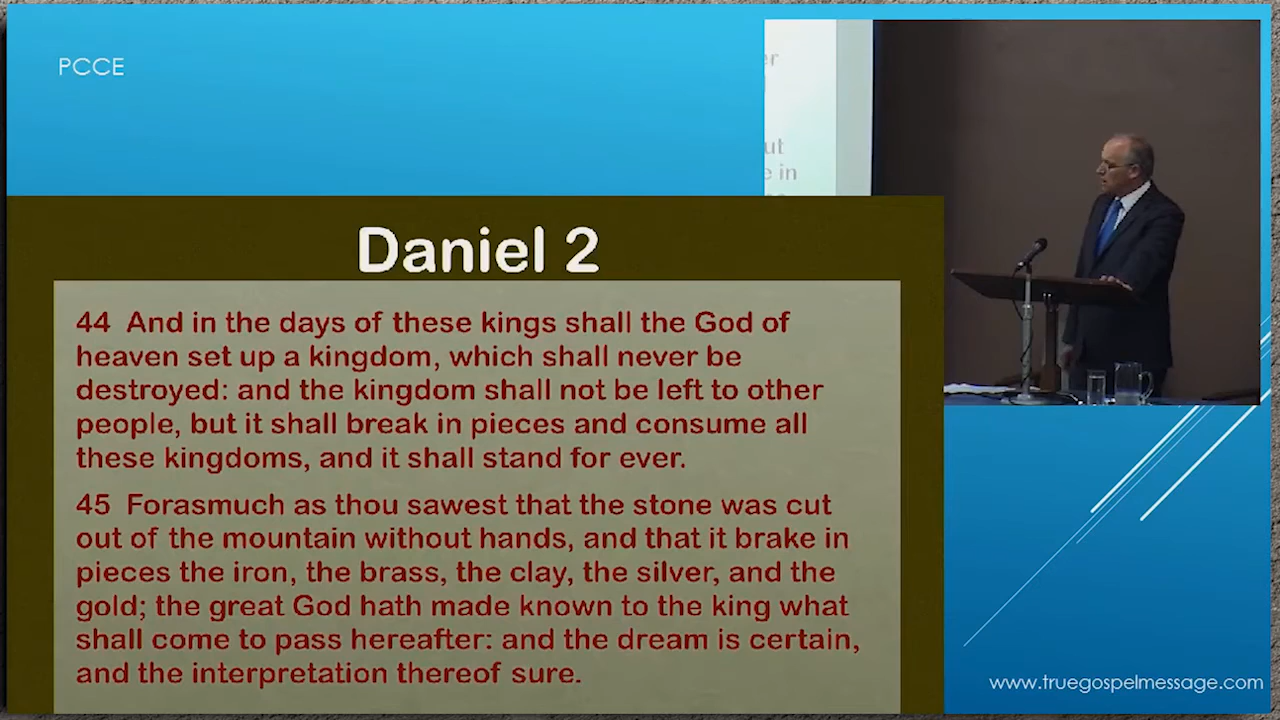 PCCE
er
ut
e in
Daniel 2
44 And in the days of these kings shall the God of
heaven set up a kingdom, which shall never be
destroyed: and the kingdom shall not be left to other
people, but it shall break in pieces and consume all
these kingdoms, and it shall stand for ever.
45 Forasmuch as thou sawest that the stone was cut
out of the mountain without hands, and that it brake in
pieces the iron, the brass, the clay, the silver, and the
gold; the great God hath made known to the king what
shall come to pass hereafter: and the dream is certain,
and the interpretation thereof sure.
www.truegospelmessage.com